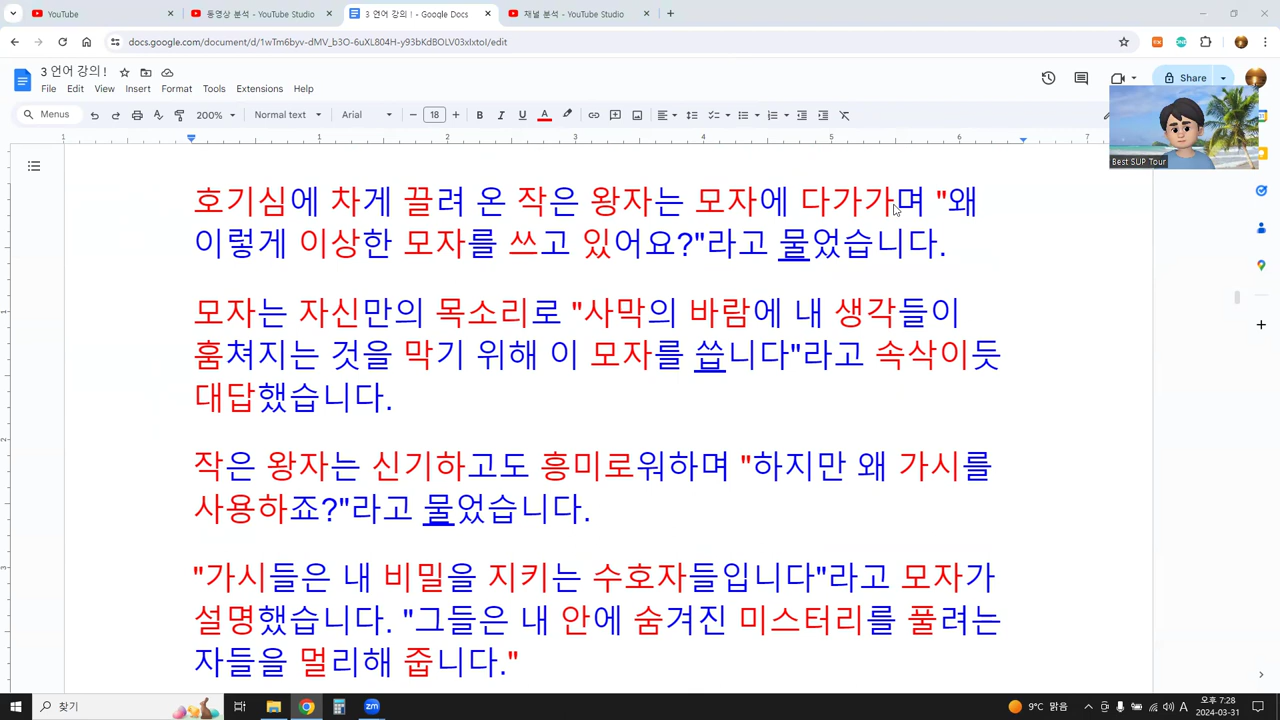 YouTube
동영상 분석 - YouTube Studio
3 언어 강의 ! - Google Docs
채널 분석 - YouTube Studio
docs.google.com/document/d/1wTm6byv-dMV_b3O-6uXL804H-y93bKdBOLV03xIxtoI/edit
3 언어 강의 !
File Edit View Insert Format Tools Extensions Help
Share
Menus 200% Normal text Arial 18
1 1 2 3 4 5 6 7
Best SUP Tour
호기심에 차게 끌려 온 작은 왕자는 모자에 다가가며 "왜
이렇게 이상한 모자를 쓰고 있어요?"라고 물었습니다.
모자는 자신만의 목소리로 "사막의 바람에 내 생각들이
훔쳐지는 것을 막기 위해 이 모자를 씁니다"라고 속삭이듯
대답했습니다.
작은 왕자는 신기하고도 흥미로워하며 "하지만 왜 가시를
사용하죠?"라고 물었습니다.
"가시들은 내 비밀을 지키는 수호자들입니다"라고 모자가
설명했습니다. "그들은 내 안에 숨겨진 미스터리를 풀려는
자들을 멀리해 줍니다."
찾기
9°C 맑음
A
오후 7:28
2024-03-31